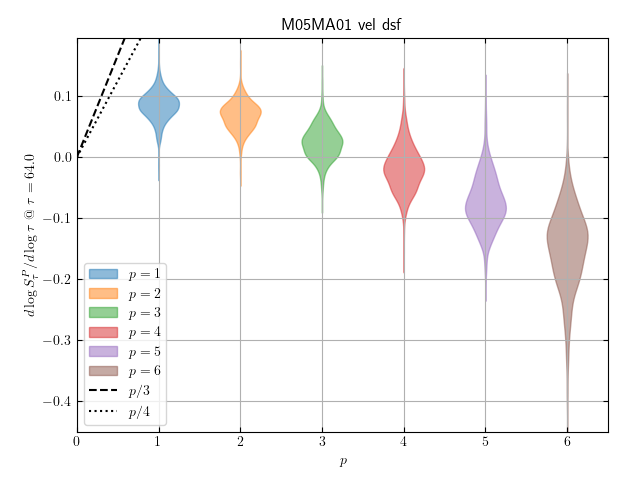 M05MA01 vel dsf
d log S_τ^P / d log τ @ τ = 64.0
0.1
0.0
−0.1
−0.2
−0.3
−0.4
p = 1
p = 2
p = 3
p = 4
p = 5
p = 6
p/3
p/4
0 1 2 3 4 5 6
p